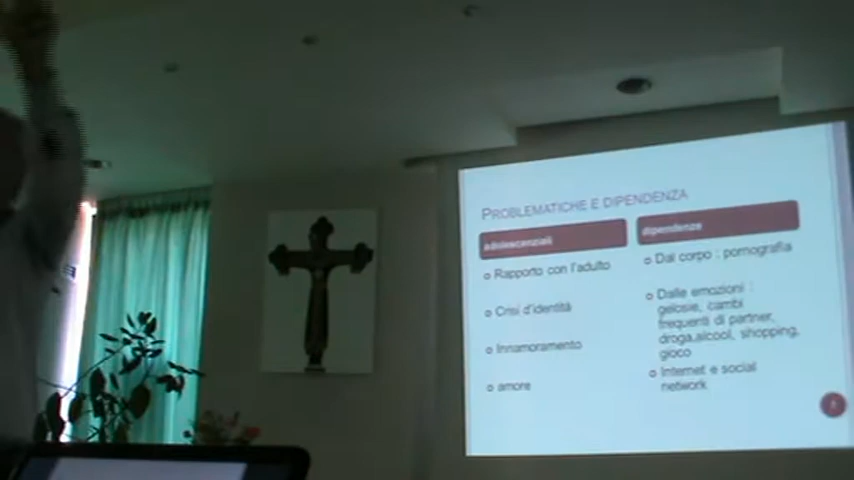 PROBLEMATICHE E DIPENDENZA
adolescenziali
Rapporto con l'adulto
Crisi d'identità
Innamoramento
amore
dipendenze
Dal corpo : pornografia
Dalle emozioni :
gelosie, cambi
frequenti di partner,
droga,alcool, shopping,
gioco
Internet e social
network